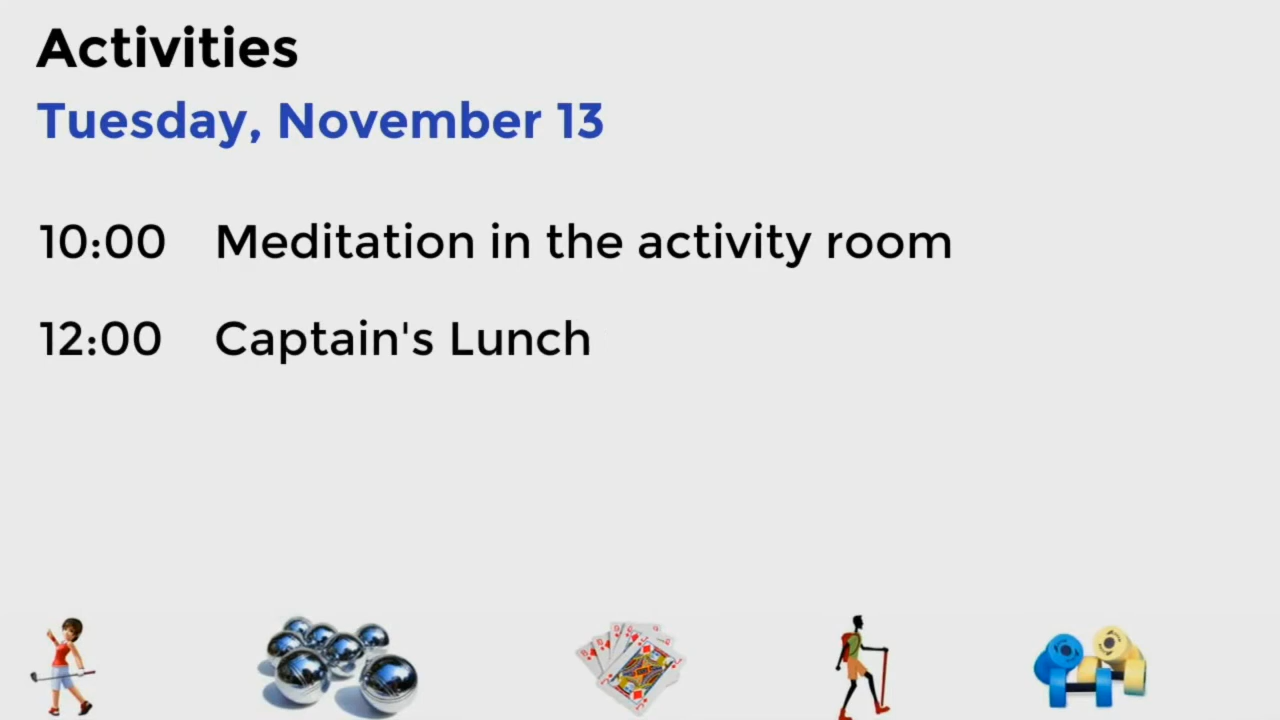 Activities
Tuesday, November 13
10:00 Meditation in the activity room
12:00 Captain's Lunch